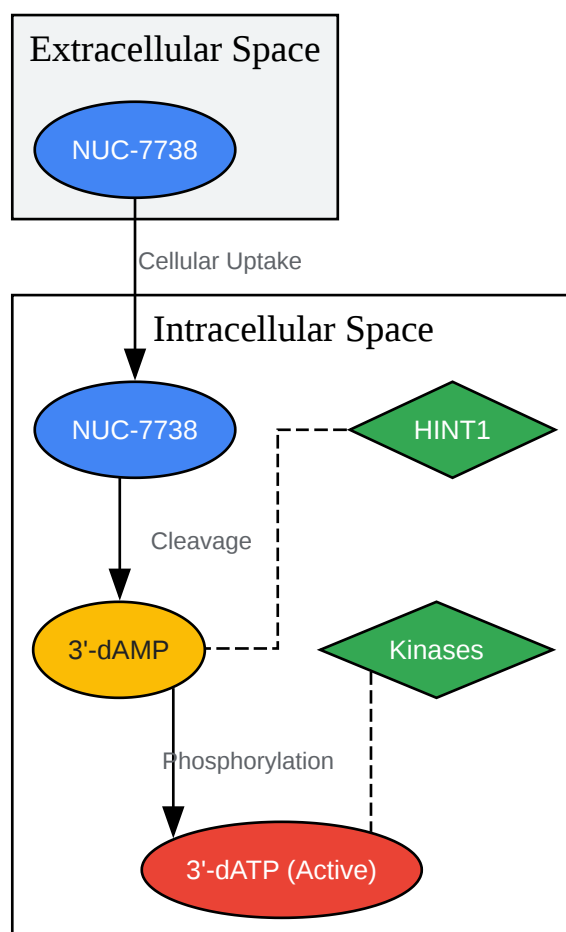 Extracellular Space
NUC-7738
Cellular Uptake
Intracellular Space
NUC-7738
HINT1
Cleavage
3'-dAMP
Kinases
Phosphorylation
3'-dATP (Active)